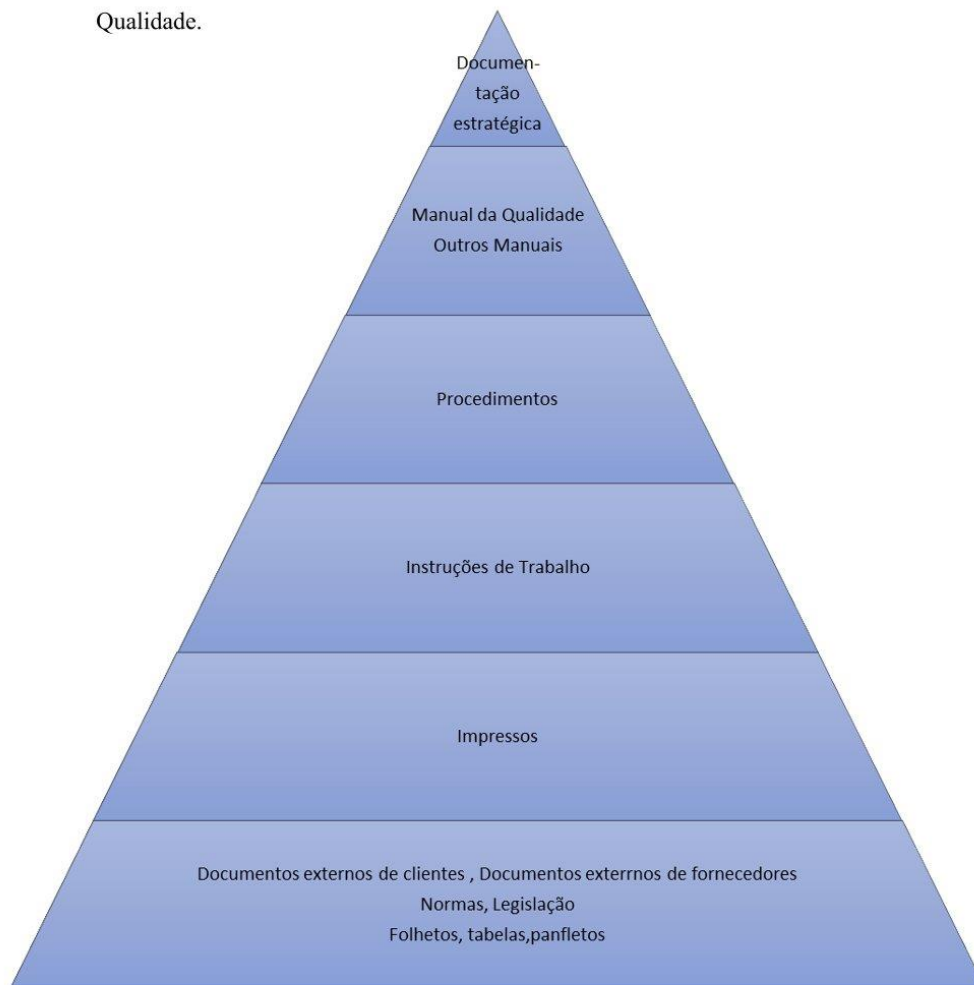 Qualidade.
Documen-
tação
estratégica
Manual da Qualidade
Outros Manuais
Procedimentos
Instruções de Trabalho
Impressos
Documentos externos de clientes , Documentos exterrnos de fornecedores
Normas, Legislação
Folhetos, tabelas,panfletos